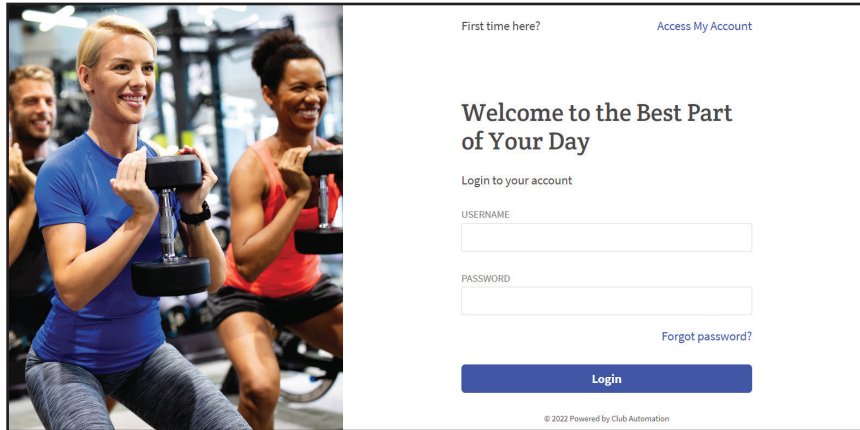 First time here?
Access My Account
Welcome to the Best Part
of Your Day
Login to your account
USERNAME
PASSWORD
Forgot password?
Login
© 2022 Powered by Club Automation